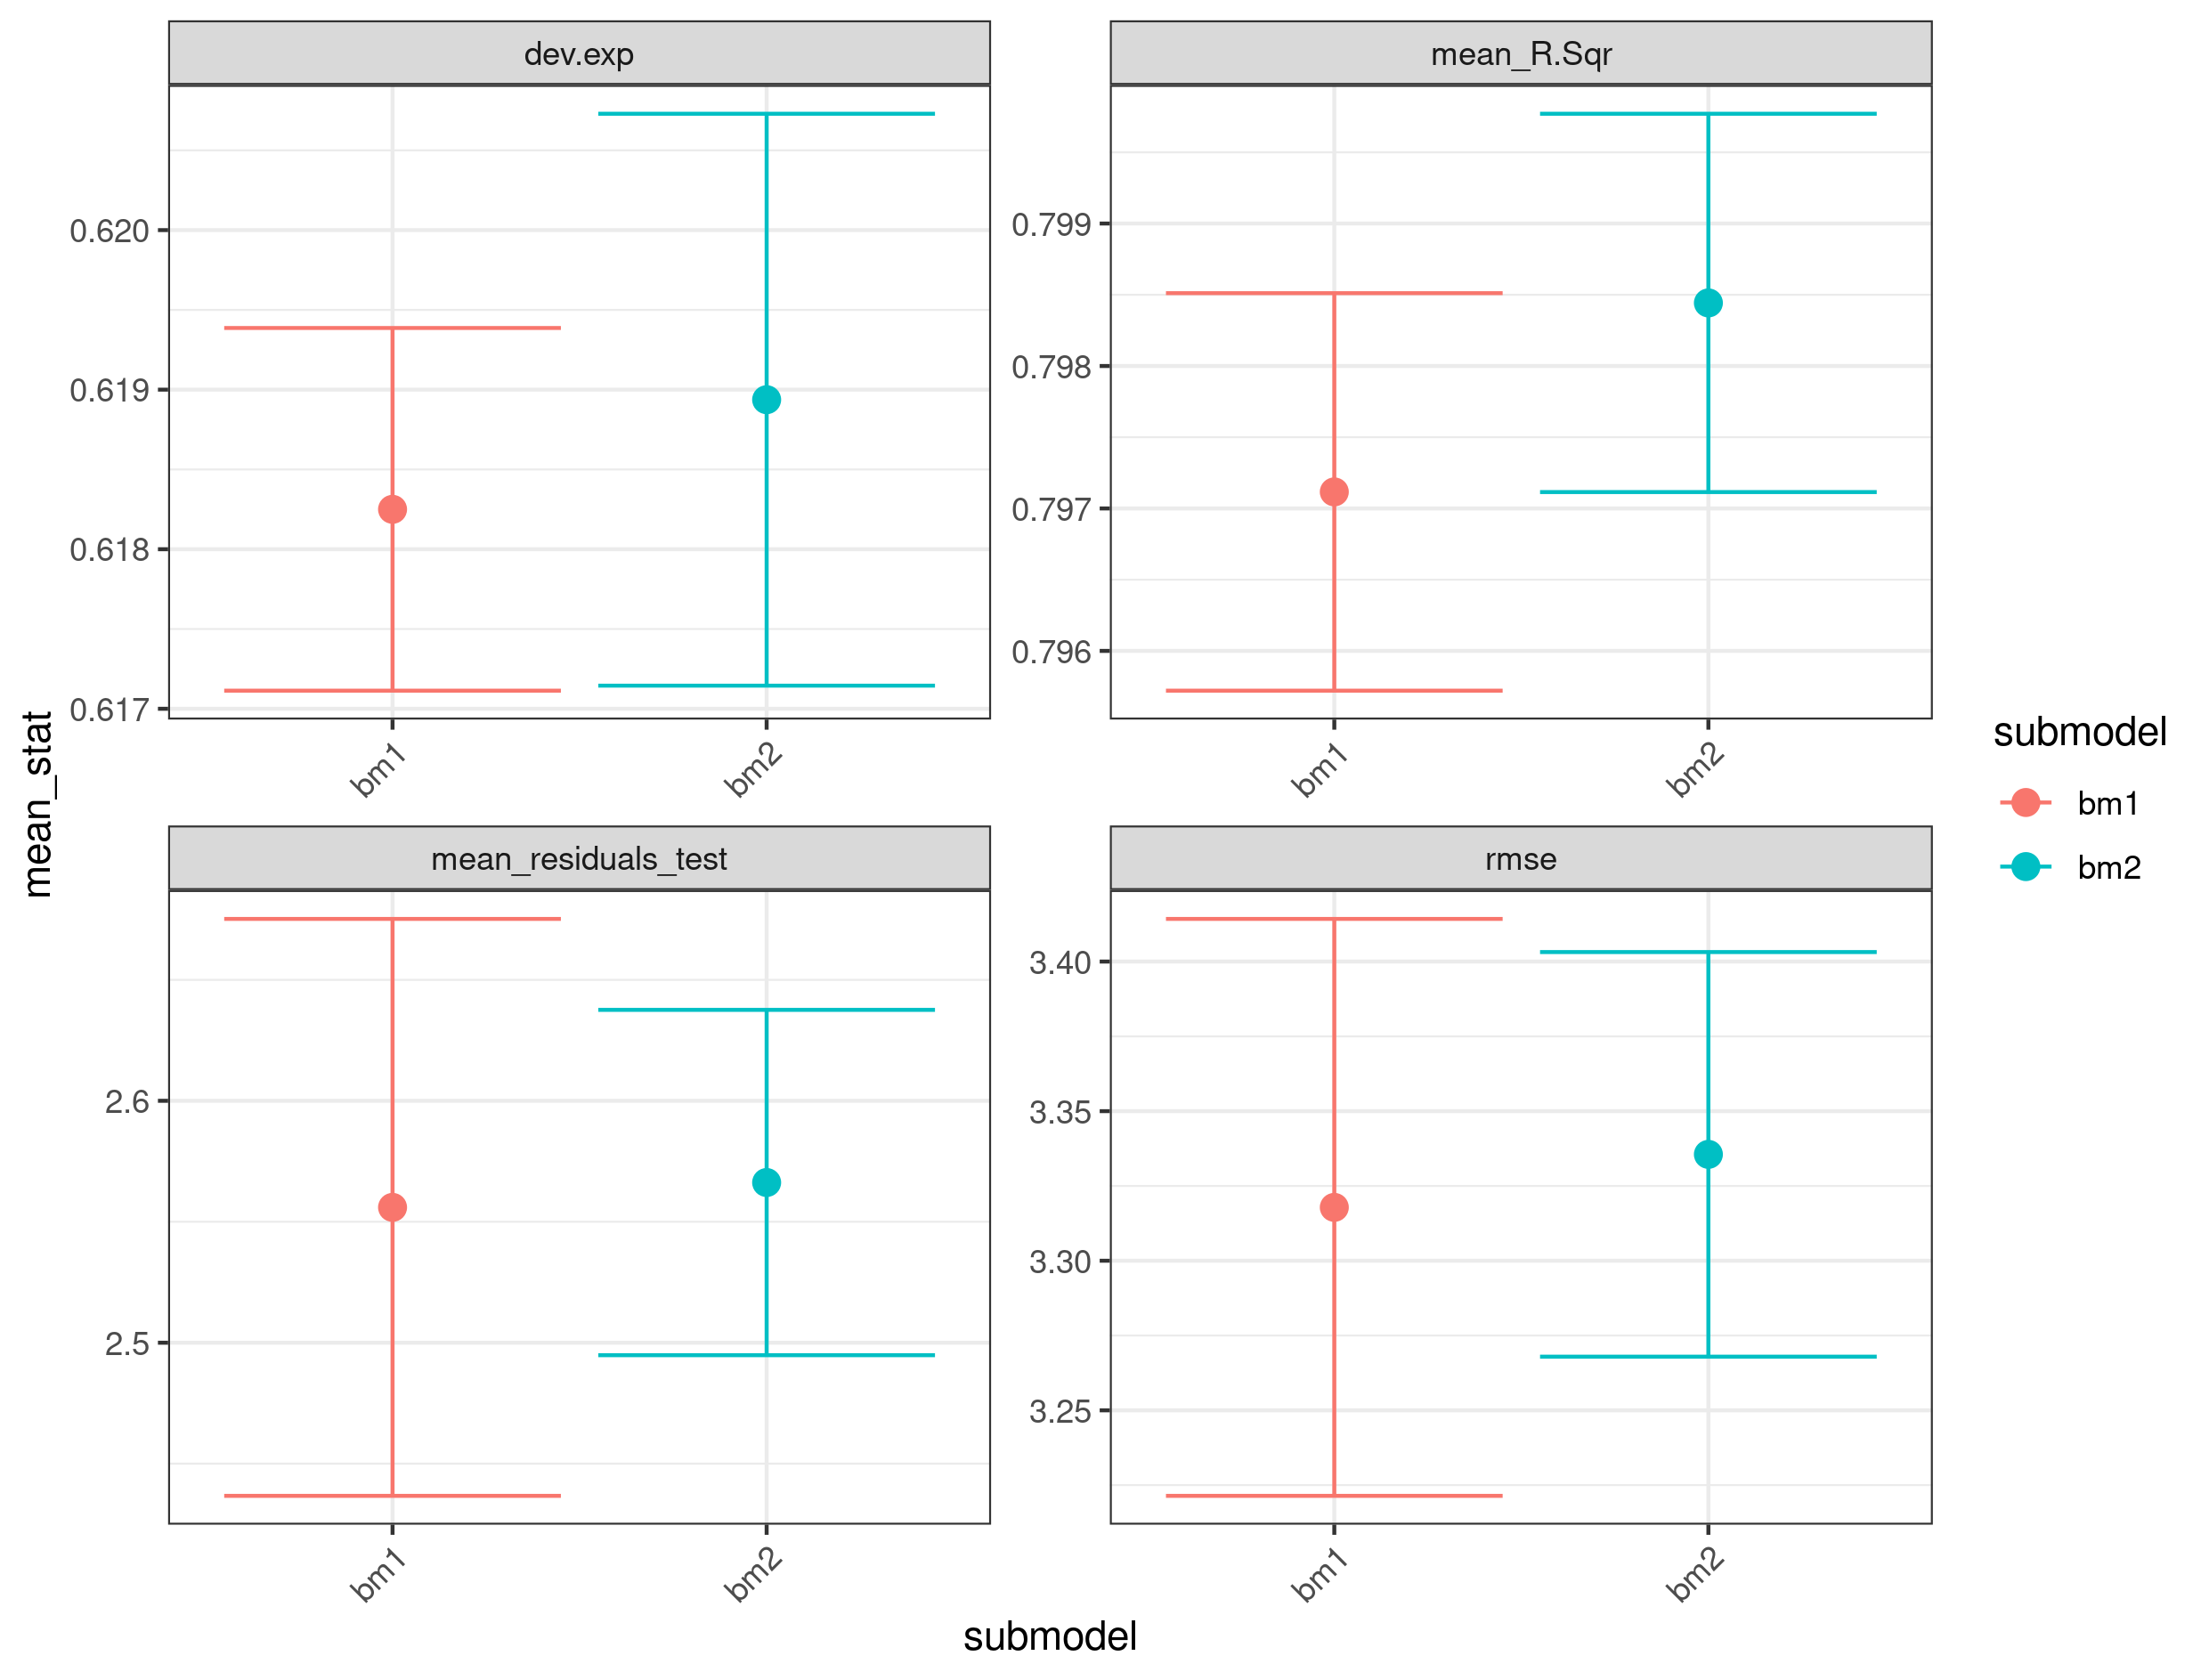 dev.exp
0.620
0.619
0.618
0.617
bm1
bm2
mean_R.Sqr
0.799
0.798
0.797
0.796
bm1
bm2
mean_residuals_test
2.6
2.5
bm1
bm2
rmse
3.40
3.35
3.30
3.25
bm1
bm2
mean_stat
submodel
submodel
bm1
bm2